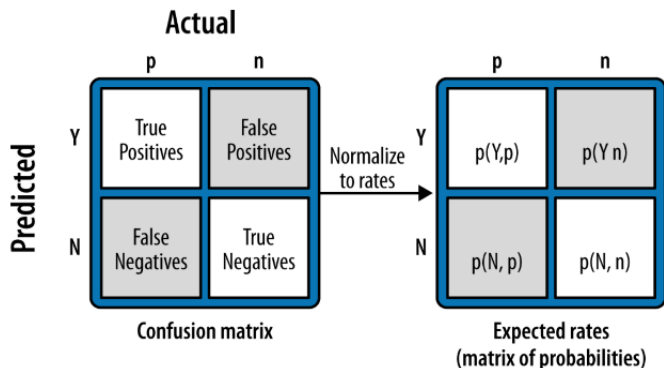 Actual
p n
p n
Predicted
Y
True
Positives
False
Positives
Normalize
to rates
Y
p(Y,p)
p(Y n)
N
False
Negatives
True
Negatives
N
p(N, p)
p(N, n)
Confusion matrix
Expected rates
(matrix of probabilities)